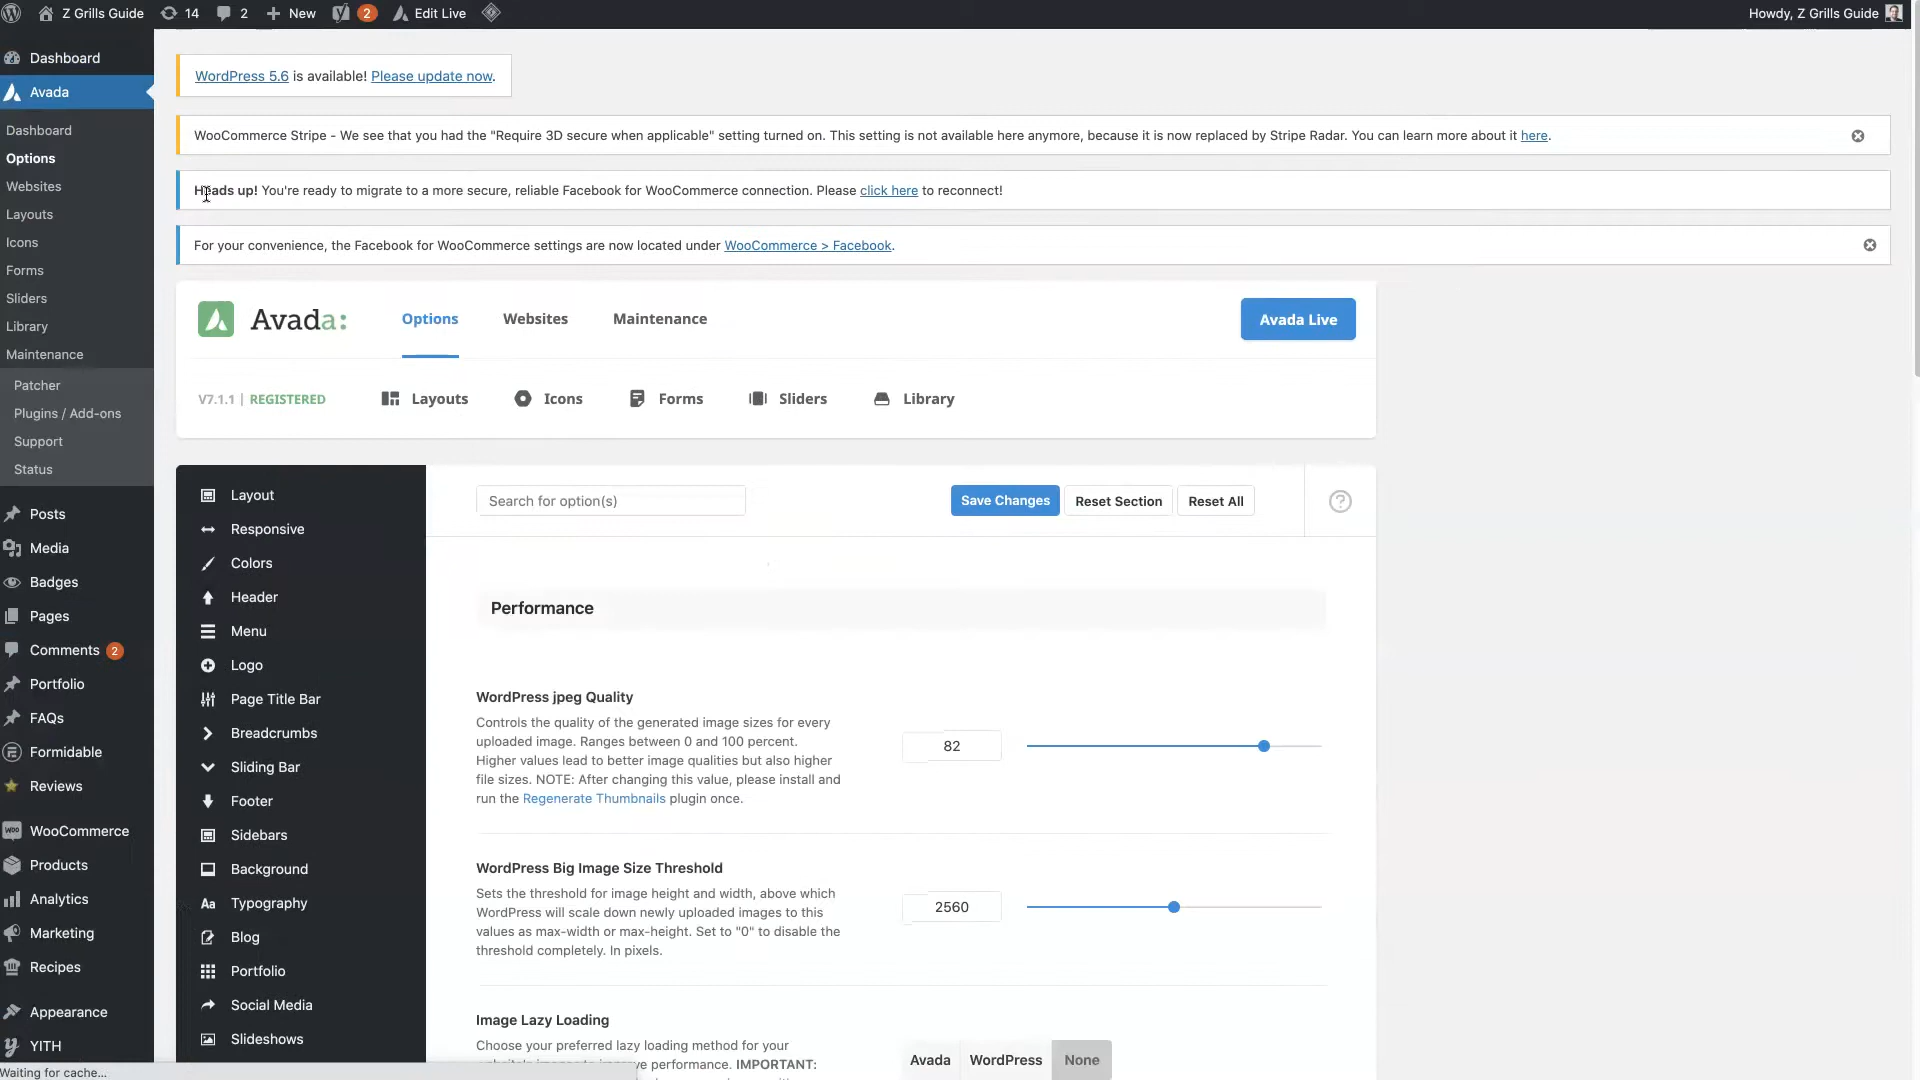 Z Grills Guide
14
2
New
2
Edit Live
Howdy, Z Grills Guide
Dashboard
Avada
Dashboard
Options
Websites
Layouts
Icons
Forms
Sliders
Library
Maintenance
Patcher
Plugins / Add-ons
Support
Status
Posts
Media
Badges
Pages
Comments 2
Portfolio
FAQs
Formidable
Reviews
WooCommerce
Products
Analytics
Marketing
Recipes
Appearance
YITH
Waiting for cache...
WordPress 5.6 is available! Please update now.
WooCommerce Stripe - We see that you had the "Require 3D secure when applicable" setting turned on. This setting is not available here anymore, because it is now replaced by Stripe Radar. You can learn more about it here.
Heads up! You're ready to migrate to a more secure, reliable Facebook for WooCommerce connection. Please click here to reconnect!
For your convenience, the Facebook for WooCommerce settings are now located under WooCommerce > Facebook.
Avada:
Options
Websites
Maintenance
Avada Live
V7.1.1 | REGISTERED
Layouts
Icons
Forms
Sliders
Library
Layout
Responsive
Colors
Header
Menu
Logo
Page Title Bar
Breadcrumbs
Sliding Bar
Footer
Sidebars
Background
Typography
Blog
Portfolio
Social Media
Slideshows
Search for option(s)
Save Changes
Reset Section
Reset All
Performance
WordPress jpeg Quality
Controls the quality of the generated image sizes for every
uploaded image. Ranges between 0 and 100 percent.
Higher values lead to better image qualities but also higher
file sizes. NOTE: After changing this value, please install and
run the Regenerate Thumbnails plugin once.
82
WordPress Big Image Size Threshold
Sets the threshold for image height and width, above which
WordPress will scale down newly uploaded images to this
values as max-width or max-height. Set to "0" to disable the
threshold completely. In pixels.
2560
Image Lazy Loading
Choose your preferred lazy loading method for your
IMPORTANT:
Avada
WordPress
None